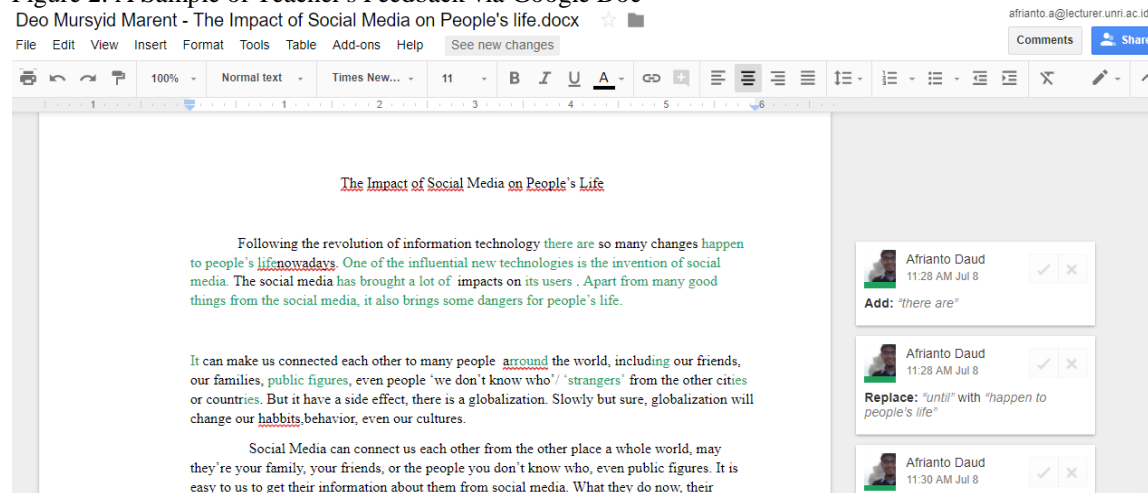 Figure 2. A Sample of Teacher's Feedback via Google Doc
Deo Mursyid Marent - The Impact of Social Media on People's life.docx
afrianto.a@lecturer.unri.ac.id
File Edit View Insert Format Tools Table Add-ons Help See new changes
Comments Share
100% Normal text Times New... 11 B I U A
1 1 2 3 4 5 6
The Impact of Social Media on People's Life
Following the revolution of information technology there are so many changes happen
to people's lifenowadays. One of the influential new technologies is the invention of social
media. The social media has brought a lot of impacts on its users . Apart from many good
things from the social media, it also brings some dangers for people's life.
It can make us connected each other to many people arround the world, including our friends,
our families, public figures, even people 'we don't know who'/ 'strangers' from the other cities
or countries. But it have a side effect, there is a globalization. Slowly but sure, globalization will
change our habbits,behavior, even our cultures.
Social Media can connect us each other from the other place a whole world, may
they're your family, your friends, or the people you don't know who, even public figures. It is
easy to us to get their information about them from social media. What they do now, their
Afrianto Daud
11:28 AM Jul 8
Add: "there are"
Afrianto Daud
11:28 AM Jul 8
Replace: "until" with "happen to
people's life"
Afrianto Daud
11:30 AM Jul 8